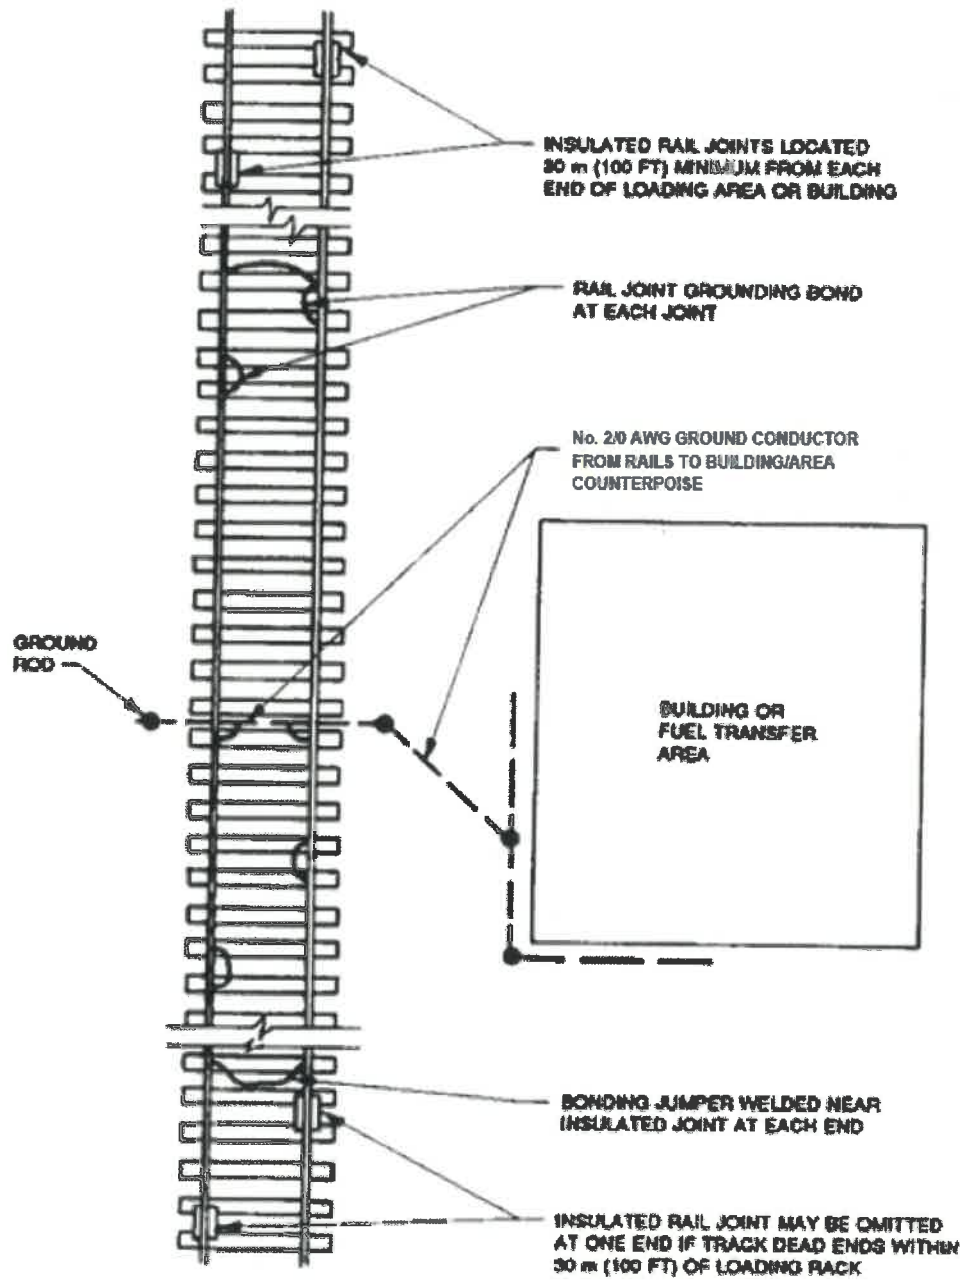 INSULATED RAIL JOINTS LOCATED
30 m (100 FT) MINIMUM FROM EACH
END OF LOADING AREA OR BUILDING
RAIL JOINT GROUNDING BOND
AT EACH JOINT
No. 2/0 AWG GROUND CONDUCTOR
FROM RAILS TO BUILDING/AREA
COUNTERPOISE
GROUND
ROD
BUILDING OR
FUEL TRANSFER
AREA
BONDING JUMPER WELDED NEAR
INSULATED JOINT AT EACH END
INSULATED RAIL JOINT MAY BE OMITTED
AT ONE END IF TRACK DEAD ENDS WITHIN
30 m (100 FT) OF LOADING RACK